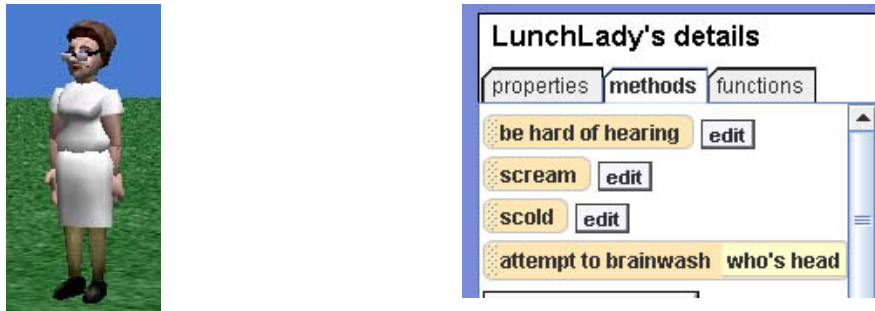 LunchLady's details
properties methods functions
be hard of hearing edit
scream edit
scold edit
attempt to brainwash who's head